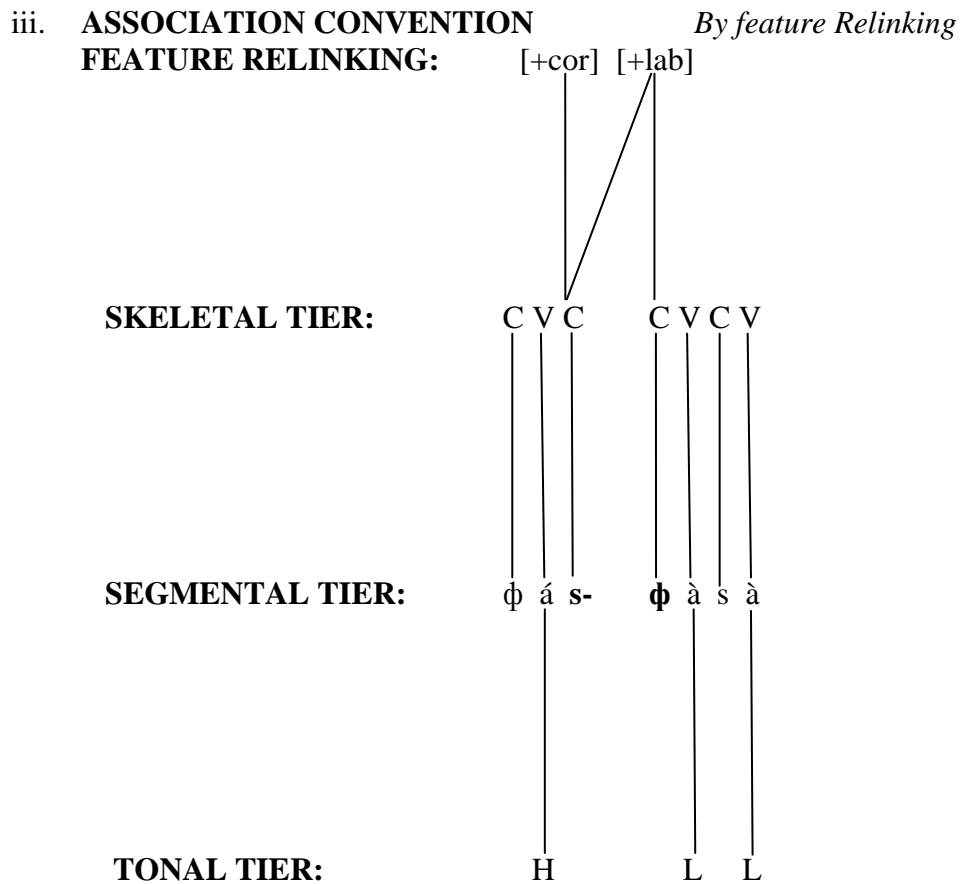 iii. ASSOCIATION CONVENTION By feature Relinking
FEATURE RELINKING: [+cor] [+lab]
SKELETAL TIER: C V C C V C V
SEGMENTAL TIER: ф á s- ф à s à
TONAL TIER: H L L